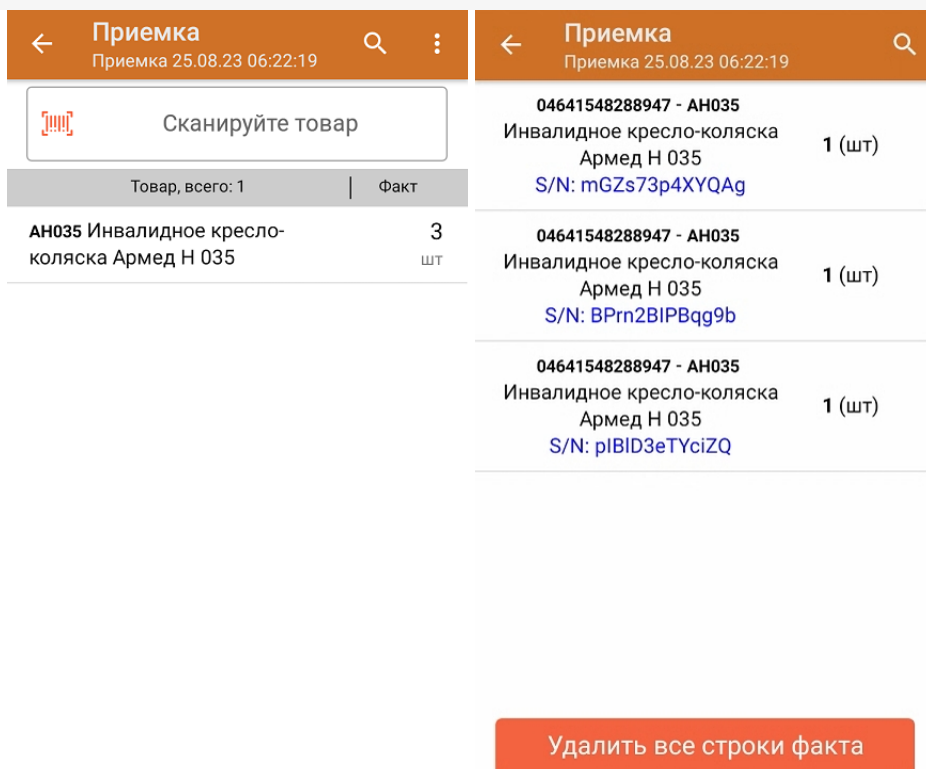 Приемка
Приемка 25.08.23 06:22:19
Сканируйте товар
Товар, всего: 1 | Факт
АН035 Инвалидное кресло- 3
коляска Армед Н 035 шт
Приемка
Приемка 25.08.23 06:22:19
04641548288947 - АН035
Инвалидное кресло-коляска
Армед Н 035
1 (шт)
S/N: mGZs73p4XYQAg
04641548288947 - АН035
Инвалидное кресло-коляска
Армед Н 035
1 (шт)
S/N: BPrn2BIPBqg9b
04641548288947 - АН035
Инвалидное кресло-коляска
Армед Н 035
1 (шт)
S/N: pIBlD3eTYciZQ
Удалить все строки факта